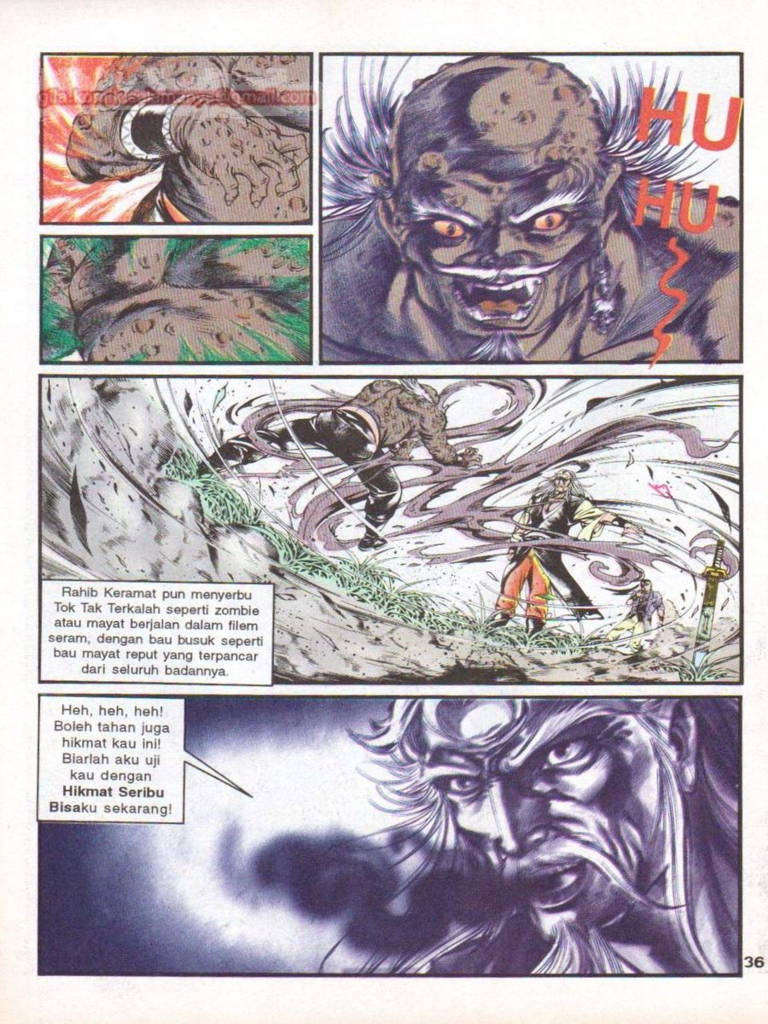 HU
HU
Rahib Keramat pun menyerbu
Tok Tak Terkalah seperti zombie
atau mayat berjalan dalam filem
seram, dengan bau busuk seperti
bau mayat reput yang terpancar
dari seluruh badannya.
Heh, heh, heh!
Boleh tahan juga
hikmat kau ini!
Biarlah aku uji
kau dengan
Hikmat Seribu
Bisaku sekarang!
36